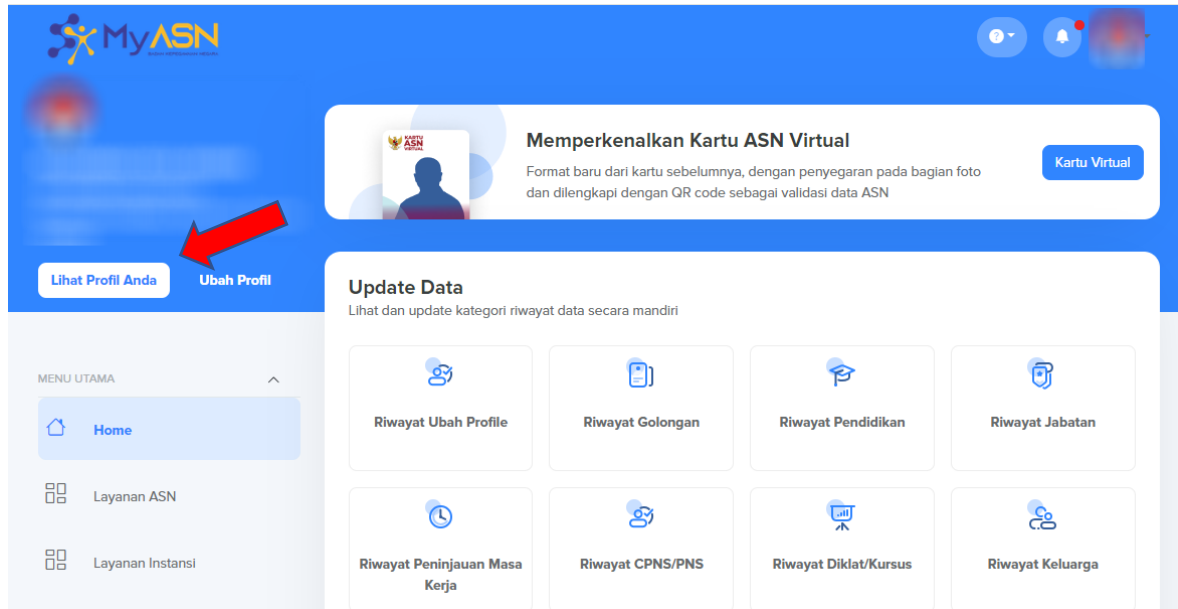 MyASN
Memperkenalkan Kartu ASN Virtual
KARTU
ASN
VIRTUAL
Format baru dari kartu sebelumnya, dengan penyegaran pada bagian foto
dan dilengkapi dengan QR code sebagai validasi data ASN
Kartu Virtual
Lihat Profil Anda
Ubah Profil
Update Data
Lihat dan update kategori riwayat data secara mandiri
MENU UTAMA
Home
Layanan ASN
Layanan Instansi
Riwayat Ubah Profile
Riwayat Golongan
Riwayat Pendidikan
Riwayat Jabatan
Riwayat Peninjauan Masa
Kerja
Riwayat CPNS/PNS
Riwayat Diklat/Kursus
Riwayat Keluarga